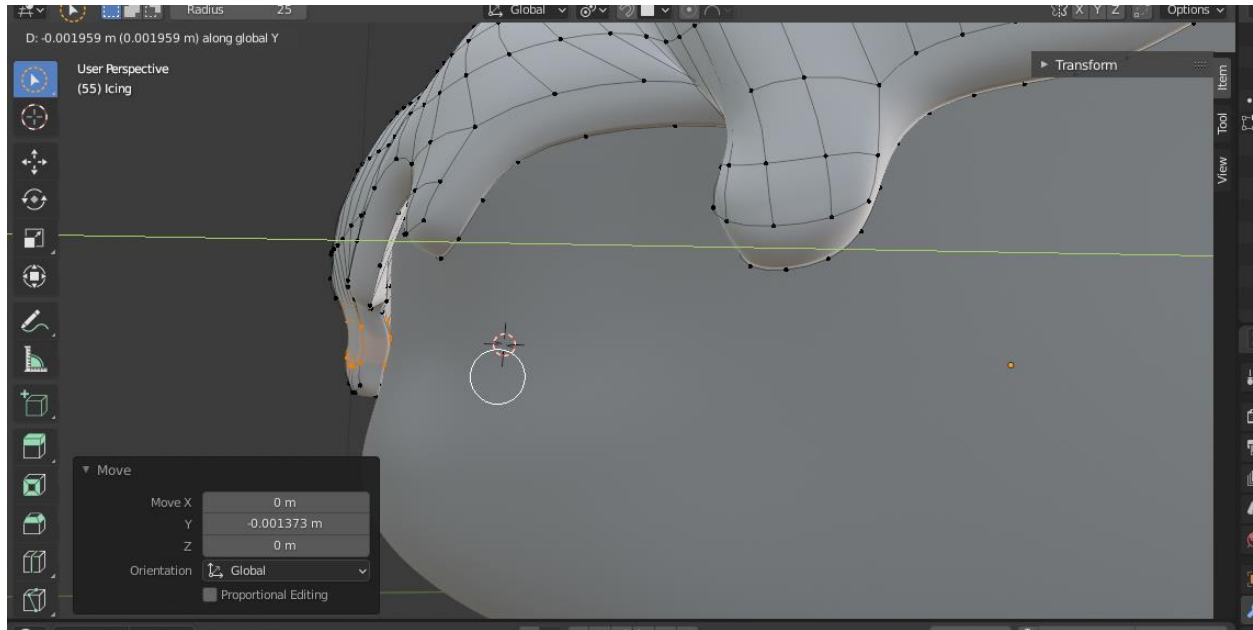 Radius 25 Global X Y Z Options
D: -0.001959 m (0.001959 m) along global Y
User Perspective
(55) Icing
Transform
Item
Tool
View
Move
Move X 0 m
Y -0.001373 m
Z 0 m
Orientation Global
Proportional Editing